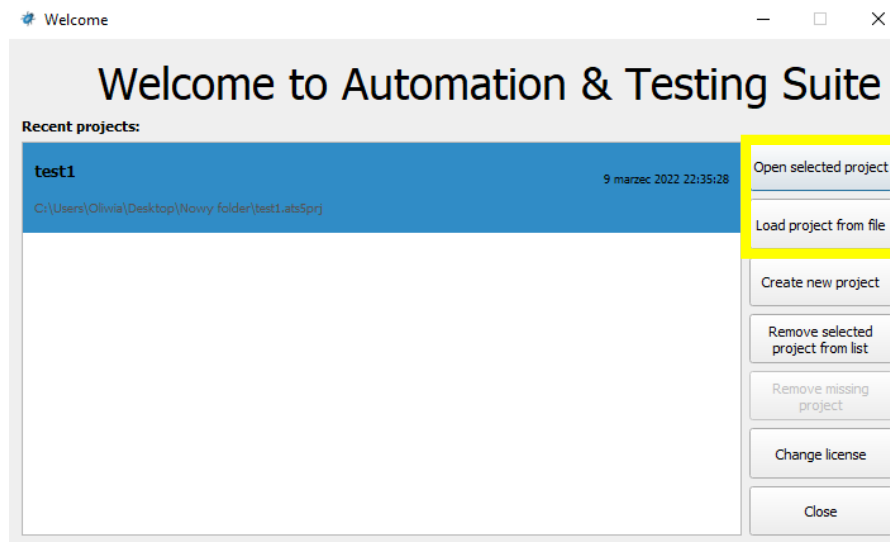 Welcome
Welcome to Automation & Testing Suite
Recent projects:
test1
9 marzec 2022 22:35:28
C:\Users\Oliwia\Desktop\Nowy folder\test1.ats5prj
Open selected project
Load project from file
Create new project
Remove selected
project from list
Remove missing
project
Change license
Close